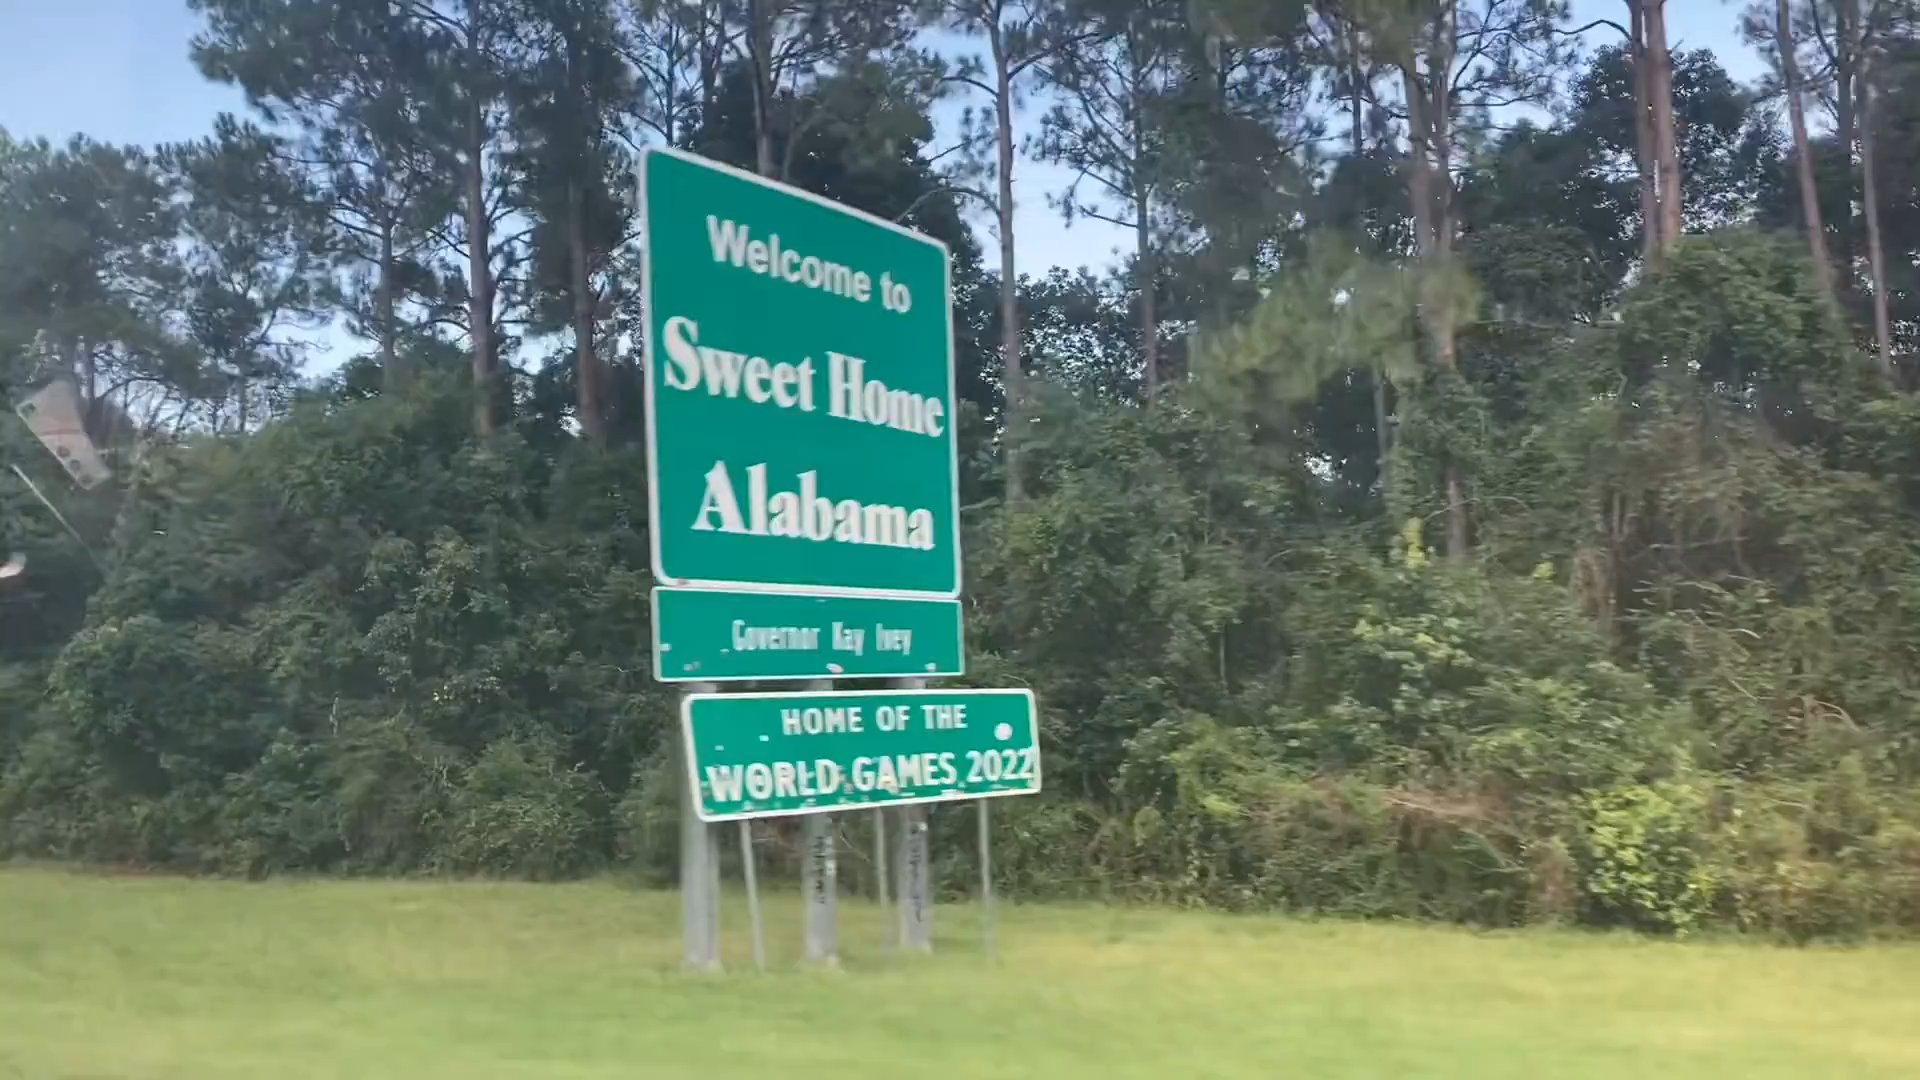 Welcome to
Sweet Home
Alabama
Governor Kay Ivey
HOME OF THE
WORLD GAMES 2022